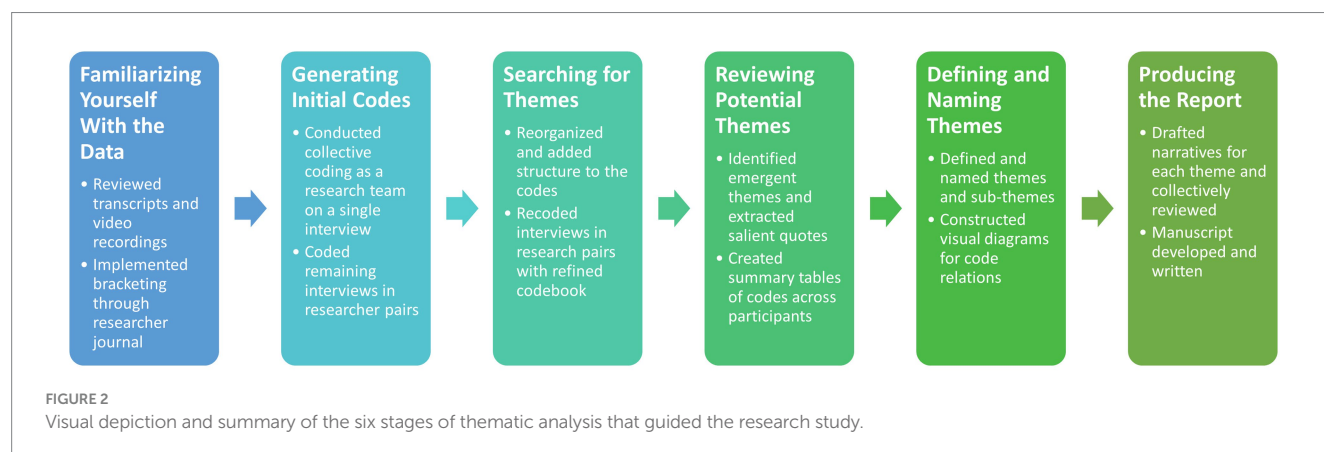 Familiarizing
Yourself
With the
Data
• Reviewed
transcripts and
video
recordings
• Implemented
bracketing
through
researcher
journal
Generating
Initial Codes
• Conducted
collective
coding as a
research team
on a single
interview
• Coded
remaining
interviews in
researcher pairs
Searching for
Themes
• Reorganized
and added
structure to the
codes
• Recoded
interviews in
research pairs
with refined
codebook
Reviewing
Potential
Themes
• Identified
emergent
themes and
extracted
salient quotes
• Created
summary tables
of codes across
participants
Defining and
Naming
Themes
• Defined and
named themes
and sub-themes
• Constructed
visual diagrams
for code
relations
Producing
the Report
• Drafted
narratives for
each theme and
collectively
reviewed
• Manuscript
developed and
written
FIGURE 2
Visual depiction and summary of the six stages of thematic analysis that guided the research study.